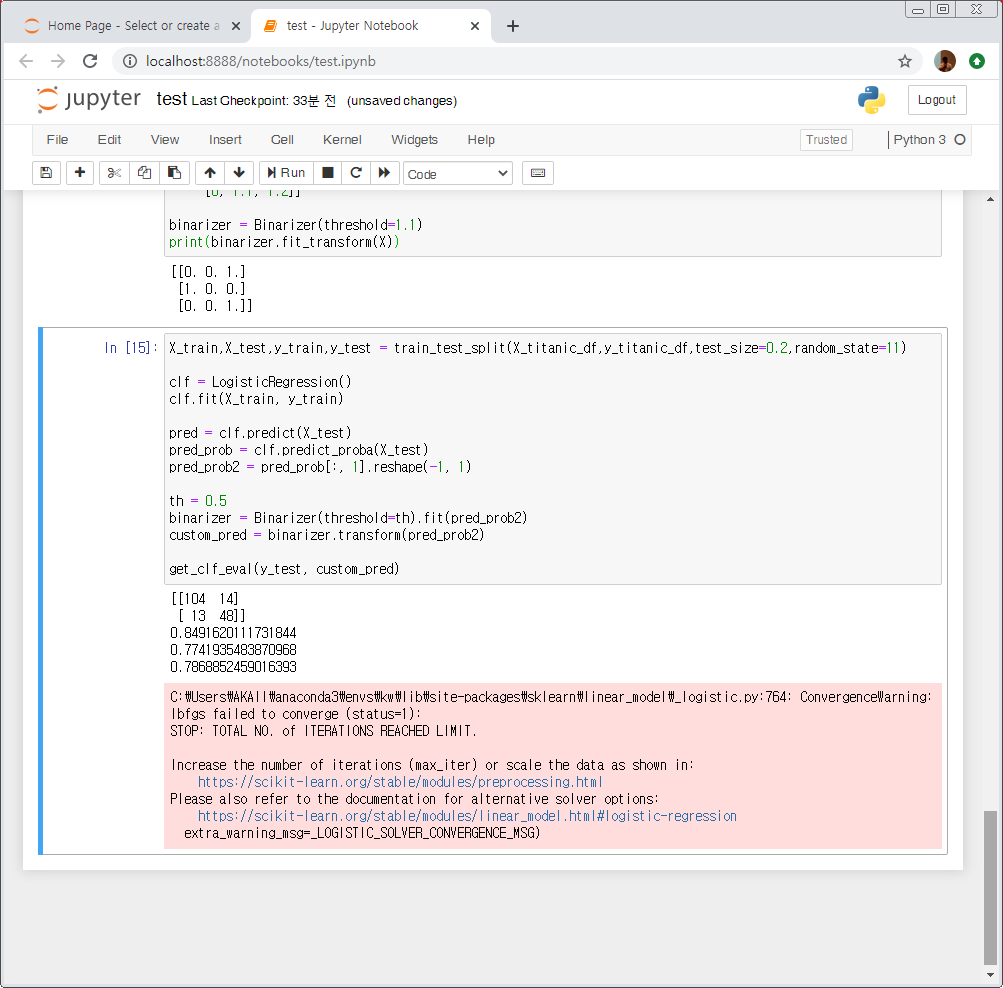 Home Page - Select or create a
test - Jupyter Notebook
localhost:8888/notebooks/test.ipynb
jupyter test Last Checkpoint: 33분 전 (unsaved changes)
Logout
File Edit View Insert Cell Kernel Widgets Help
Trusted
Python 3
Run
Code
[0, 1.1, 1.2]]
binarizer = Binarizer(threshold=1.1)
print(binarizer.fit_transform(X))
[[0. 0. 1.]
[1. 0. 0.]
[0. 0. 1.]]
In [15]: X_train,X_test,y_train,y_test = train_test_split(X_titanic_df,y_titanic_df,test_size=0.2,random_state=11)
clf = LogisticRegression()
clf.fit(X_train, y_train)
pred = clf.predict(X_test)
pred_prob = clf.predict_proba(X_test)
pred_prob2 = pred_prob[:, 1].reshape(-1, 1)
th = 0.5
binarizer = Binarizer(threshold=th).fit(pred_prob2)
custom_pred = binarizer.transform(pred_prob2)
get_clf_eval(y_test, custom_pred)
[[104 14]
[ 13 48]]
0.8491620111731844
0.7741935483870968
0.7868852459016393
C:₩Users₩AKAII₩anaconda3₩envs₩kw₩lib₩site-packages₩sklearn₩linear_model₩_logistic.py:764: ConvergenceWarning:
lbfgs failed to converge (status=1):
STOP: TOTAL NO. of ITERATIONS REACHED LIMIT.
Increase the number of iterations (max_iter) or scale the data as shown in:
https://scikit-learn.org/stable/modules/preprocessing.html
Please also refer to the documentation for alternative solver options:
https://scikit-learn.org/stable/modules/linear_model.html#logistic-regression
extra_warning_msg=_LOGISTIC_SOLVER_CONVERGENCE_MSG)